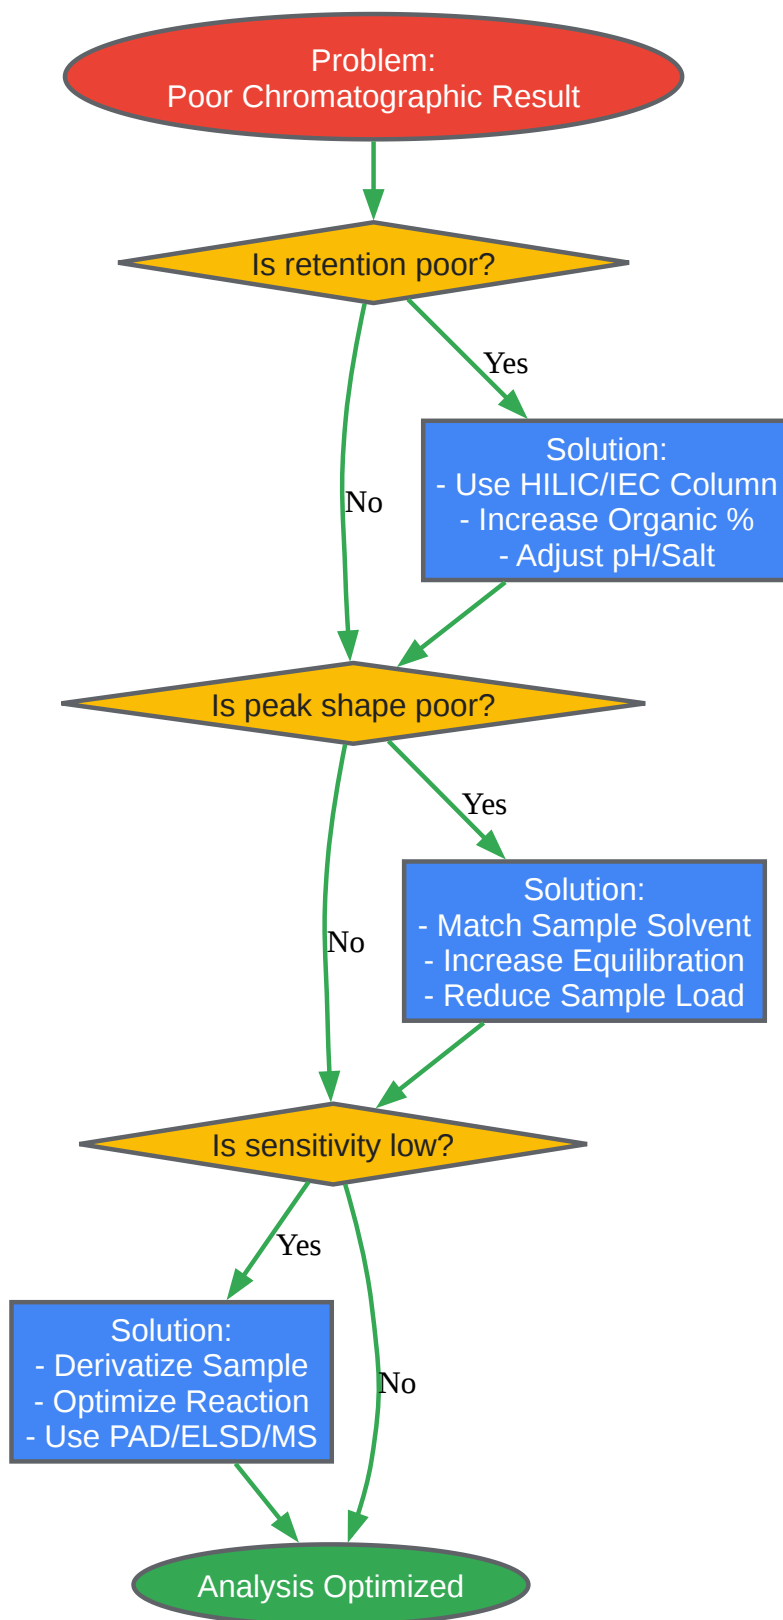 Problem:
Poor Chromatographic Result
Is retention poor?
Yes
Solution:
- Use HILIC/IEC Column
- Increase Organic %
- Adjust pH/Salt
No
Is peak shape poor?
Yes
Solution:
- Match Sample Solvent
- Increase Equilibration
- Reduce Sample Load
No
Is sensitivity low?
Yes
Solution:
- Derivatize Sample
- Optimize Reaction
- Use PAD/ELSD/MS
No
Analysis Optimized